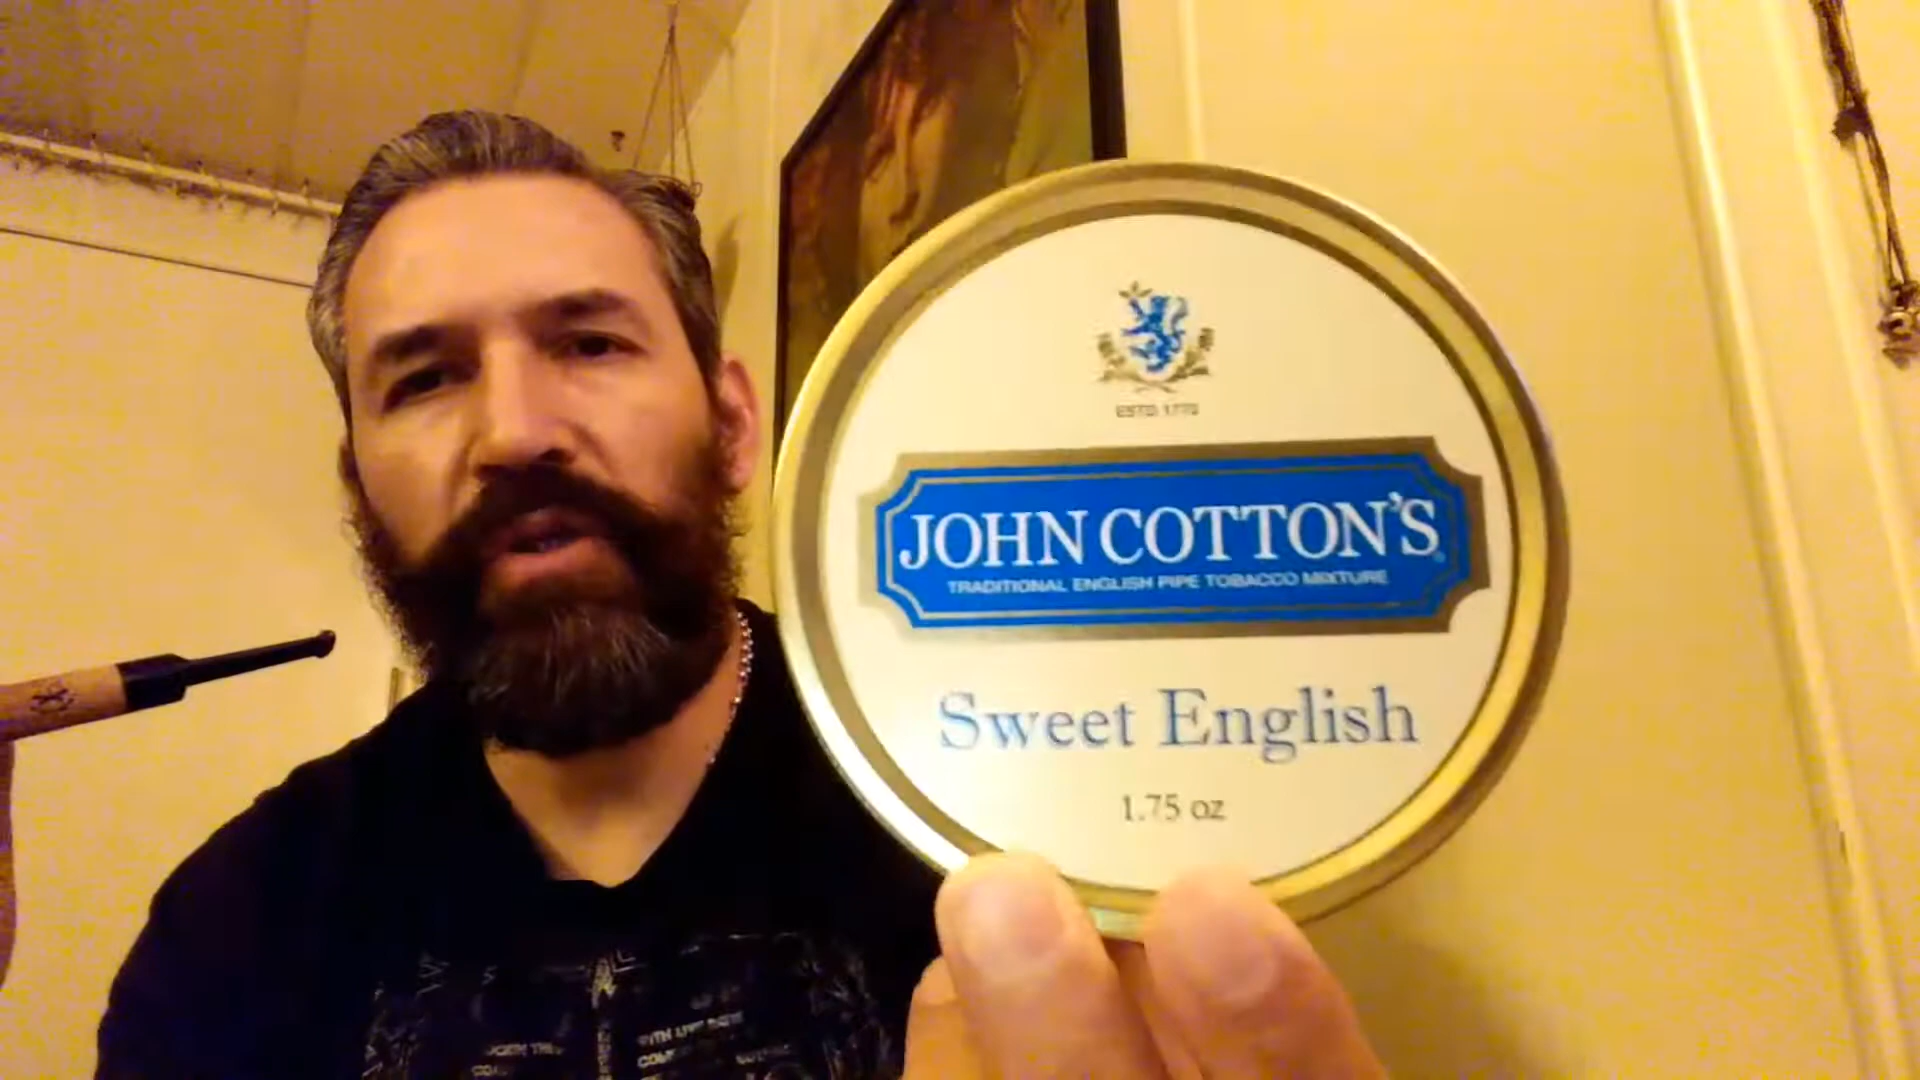 ESTD 1770
JOHN COTTON'S
TRADITIONAL ENGLISH PIPE TOBACCO MIXTURE
Sweet English
1.75 oz